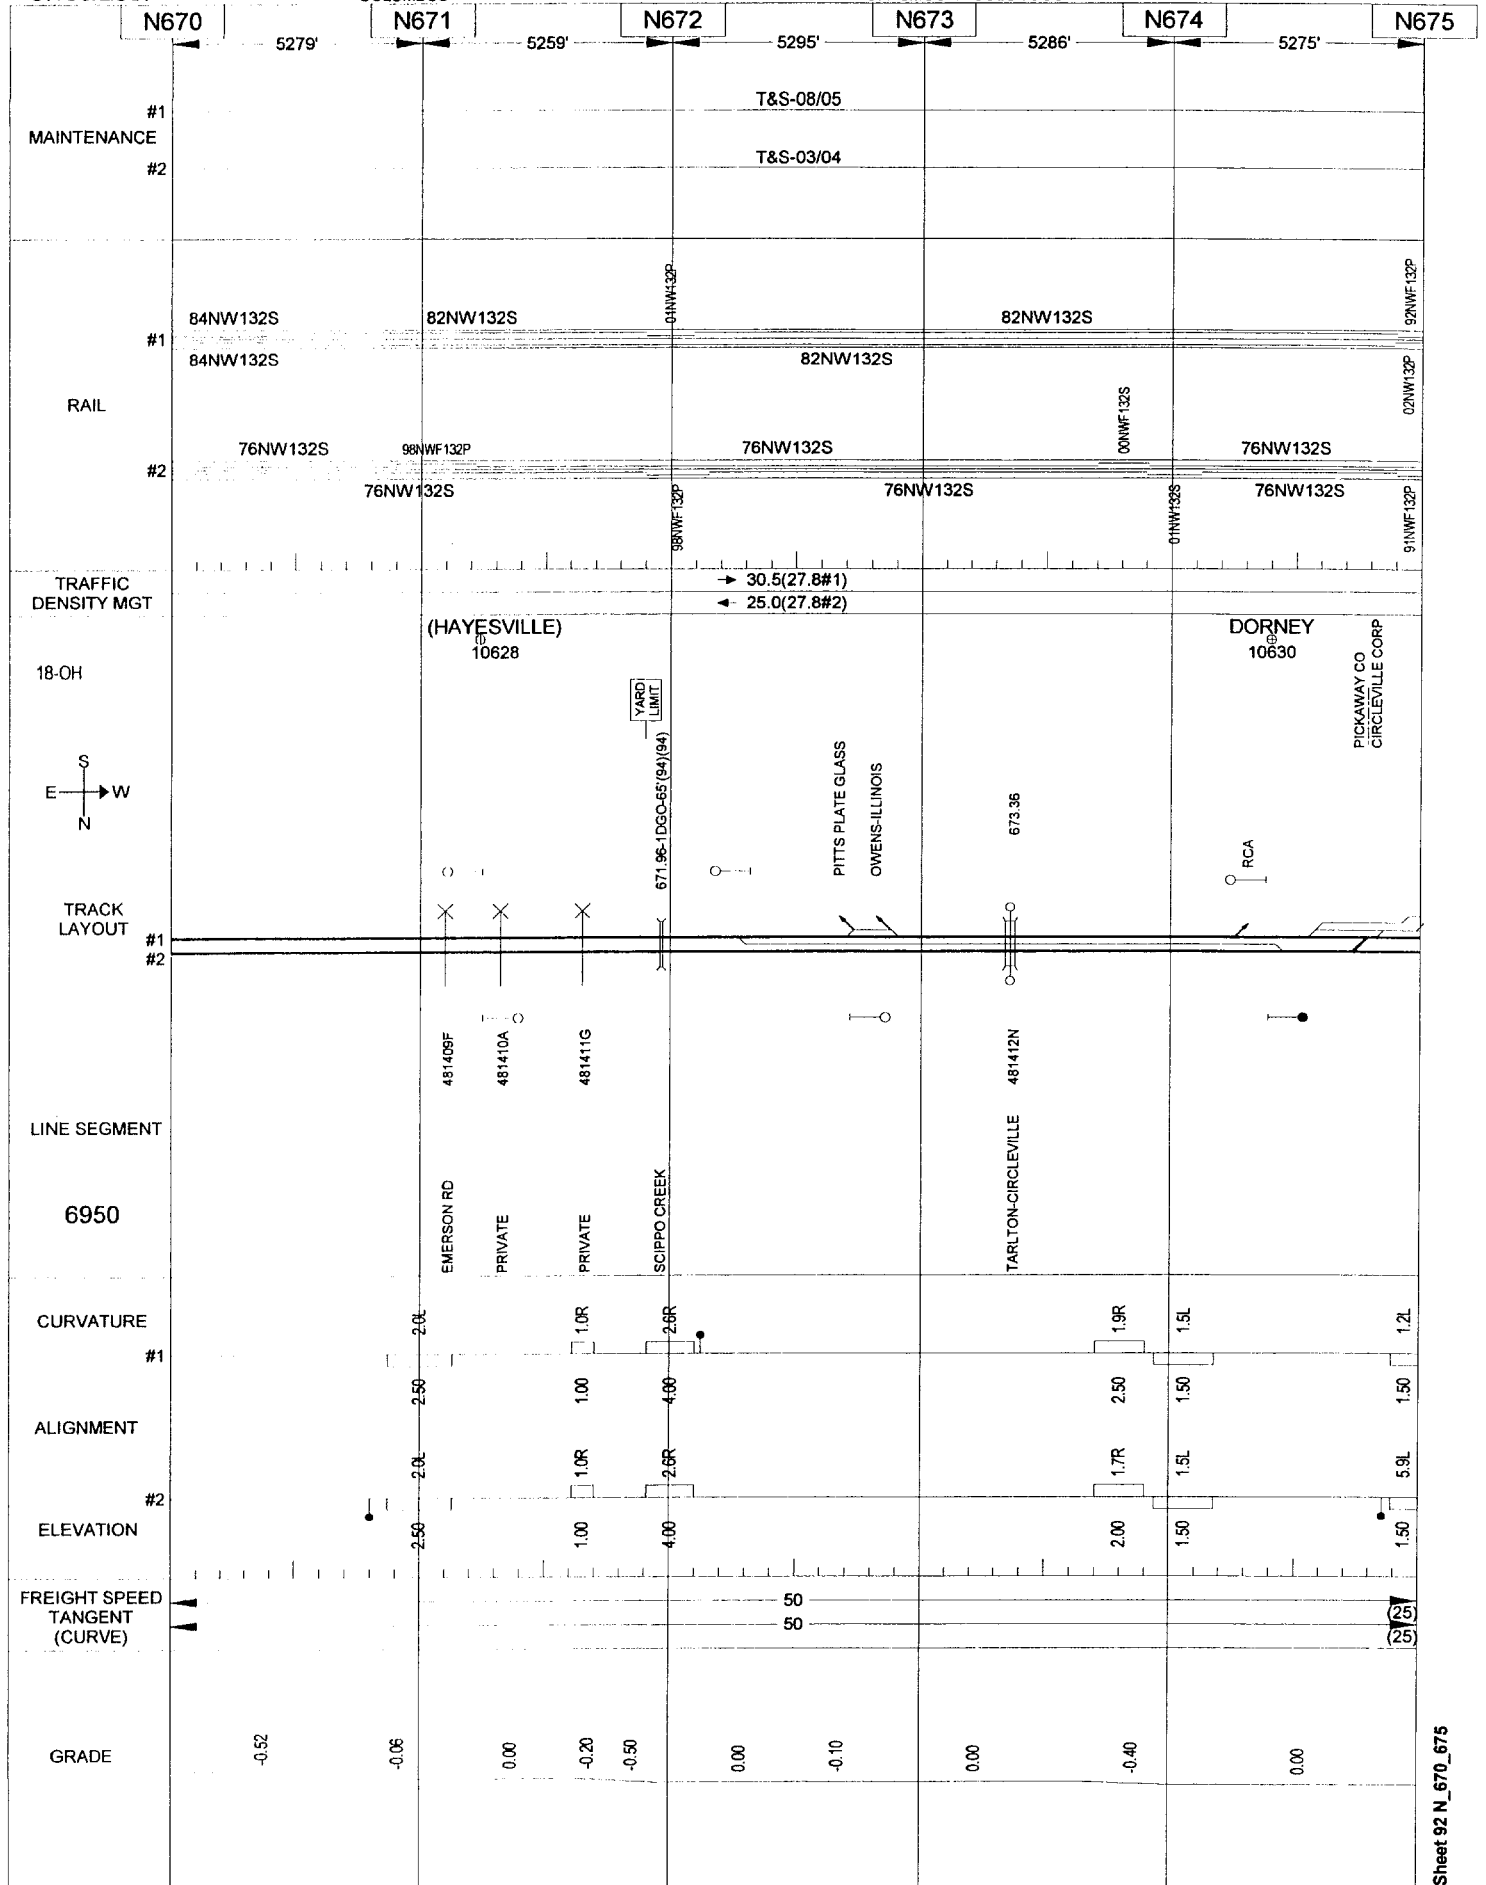 N670 N671 N672 N673 N674 N675
5279' 5259' 5295' 5286' 5275'
#1 T&S-08/05
MAINTENANCE
#2 T&S-03/04
01NW132P
92NWF132P
84NW132S 82NW132S 82NW132S
#1
84NW132S 82NW132S
02NW132P
RAIL
00NWF132S
76NW132S 98NWF132P 76NW132S 76NW132S
#2
76NW132S 76NW132S 76NW132S
98NWF132P
01NW132S
91NWF132P
TRAFFIC
DENSITY MGT
30.5(27.8#1)
25.0(27.8#2)
(HAYESVILLE) DORNEY
10628 10630
18-OH
PICKAWAY CO
CIRCLEVILLE CORP
YARD
LIMIT
S
E W
N
671.96-1DGO-65'(94)(94)
PITTS PLATE GLASS
OWENS-ILLINOIS
673.36
RCA
TRACK
LAYOUT
#1
#2
481409F
481410A
481411G
481412N
LINE SEGMENT
6950
EMERSON RD
PRIVATE
PRIVATE
SCIPPO CREEK
TARLTON-CIRCLEVILLE
CURVATURE
2.0L 1.0R 2.6R 1.9R 1.5L 1.2L
#1
2.50 1.00 4.00 2.50 1.50 1.50
ALIGNMENT
2.0L 1.0R 2.6R 1.7R 1.5L 5.9L
#2
ELEVATION
2.50 1.00 4.00 2.00 1.50 1.50
FREIGHT SPEED
TANGENT
(CURVE)
50
(25)
50
(25)
GRADE
-0.52 -0.06 0.00 -0.20 -0.50 0.00 -0.10 0.00 -0.40 0.00
Sheet 92 N_670_675